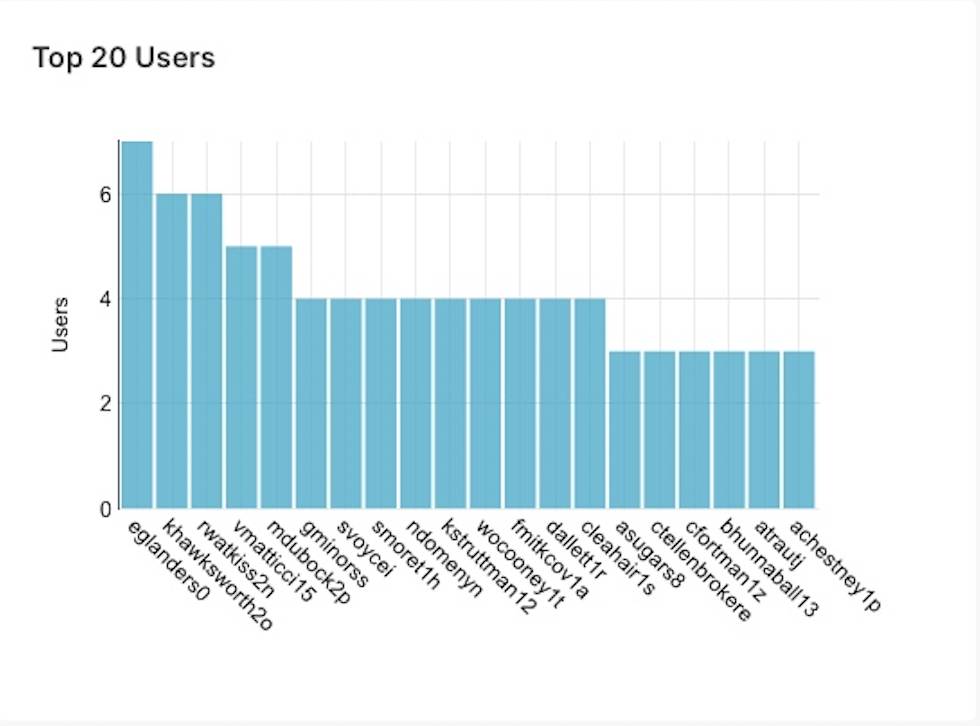 Top 20 Users
Users
6
4
2
0
eglanders0
khawksworth2o
rwatkiss2n
vmatticci15
mdubock2p
gminorss
svoycei
smoret1h
ndomenyn
kstruttman12
wocooney1t
fmitkcov1a
dallett1r
cleahair1s
asugars8
ctellenbrokere
cfortman1z
bhunnaball13
atrautj
achestney1p